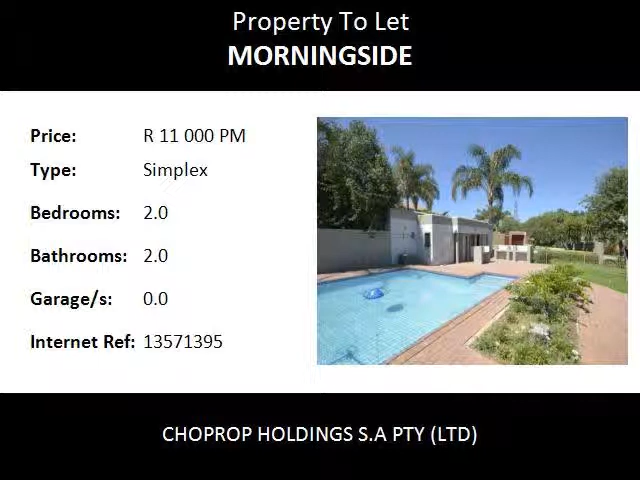 Property To Let
MORNINGSIDE
Price: R 11 000 PM
Type: Simplex
Bedrooms: 2.0
Bathrooms: 2.0
Garage/s: 0.0
Internet Ref: 13571395
CHOPROP HOLDINGS S.A PTY (LTD)